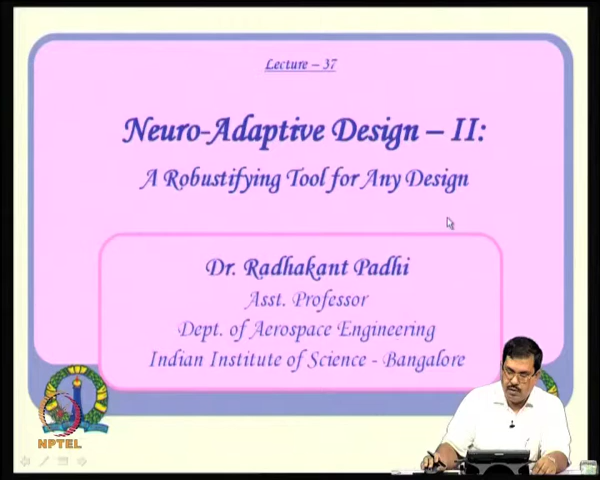 Lecture – 37
Neuro-Adaptive Design – II:
A Robustifying Tool for Any Design
Dr. Radhakant Padhi
Asst. Professor
Dept. of Aerospace Engineering
Indian Institute of Science - Bangalore
NPTEL